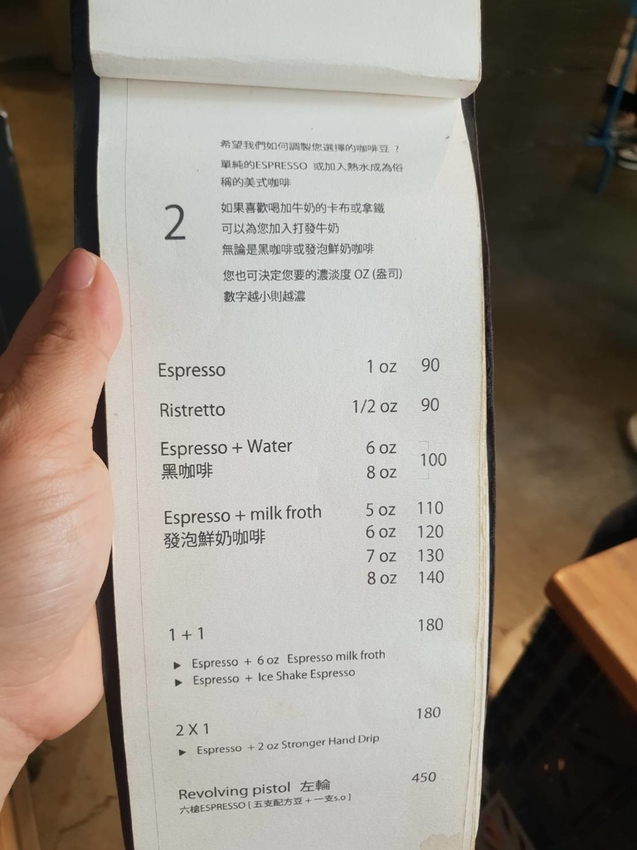 希望我們如何調製您選擇的咖啡豆 ?
單純的ESPRESSO 或加入熱水成為俗
稱的美式咖啡
2
如果喜歡喝加牛奶的卡布或拿鐵
可以為您加入打發牛奶
無論是黑咖啡或發泡鮮奶咖啡
您也可決定您要的濃淡度 OZ (盎司)
數字越小則越濃
Espresso 1 oz 90
Ristretto 1/2 oz 90
Espresso + Water 6 oz
黑咖啡 8 oz 100
Espresso + milk froth 5 oz 110
發泡鮮奶咖啡 6 oz 120
7 oz 130
8 oz 140
1 + 1 180
▶ Espresso + 6 oz Espresso milk froth
▶ Espresso + Ice Shake Espresso
2 X 1 180
▶ Espresso + 2 oz Stronger Hand Drip
Revolving pistol 左輪 450
六槍ESPRESSO [ 五支配方豆 + 一支s.o ]